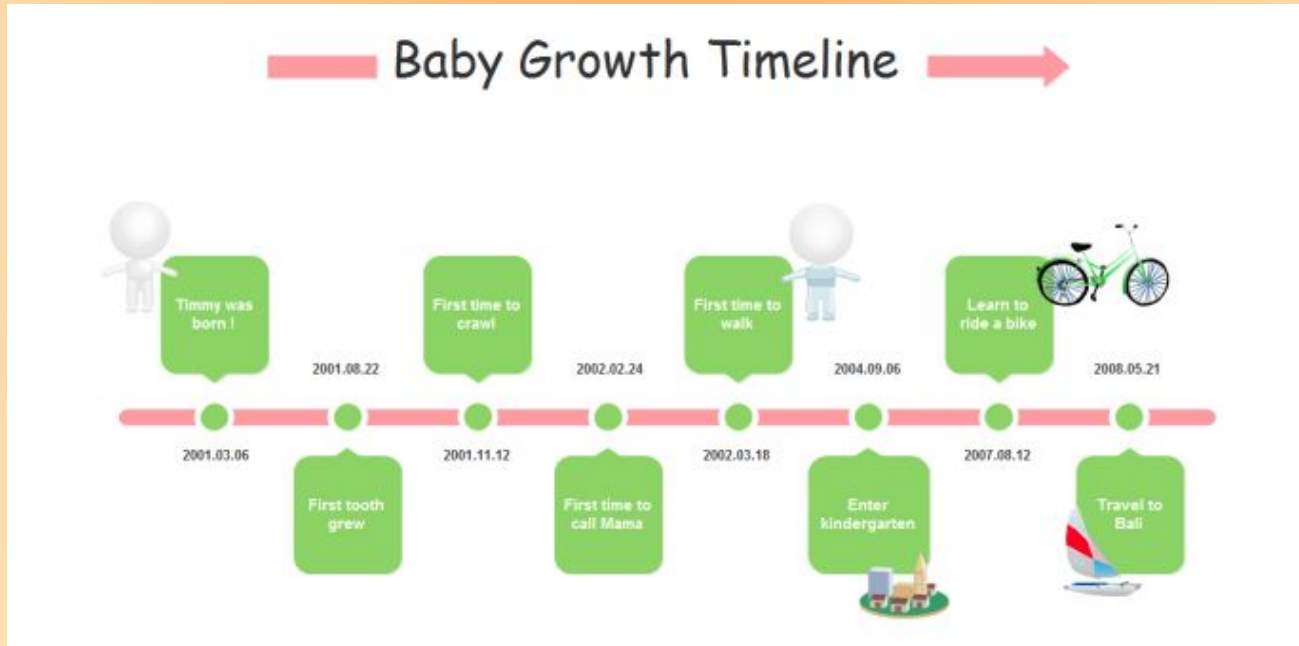 Baby Growth Timeline
Timmy was
born !
2001.03.06
2001.08.22
First tooth
grew
First time to
crawl
2001.11.12
2002.02.24
First time to
call Mama
First time to
walk
2002.03.18
2004.09.06
Enter
kindergarten
Learn to
ride a bike
2007.08.12
2008.05.21
Travel to
Bali